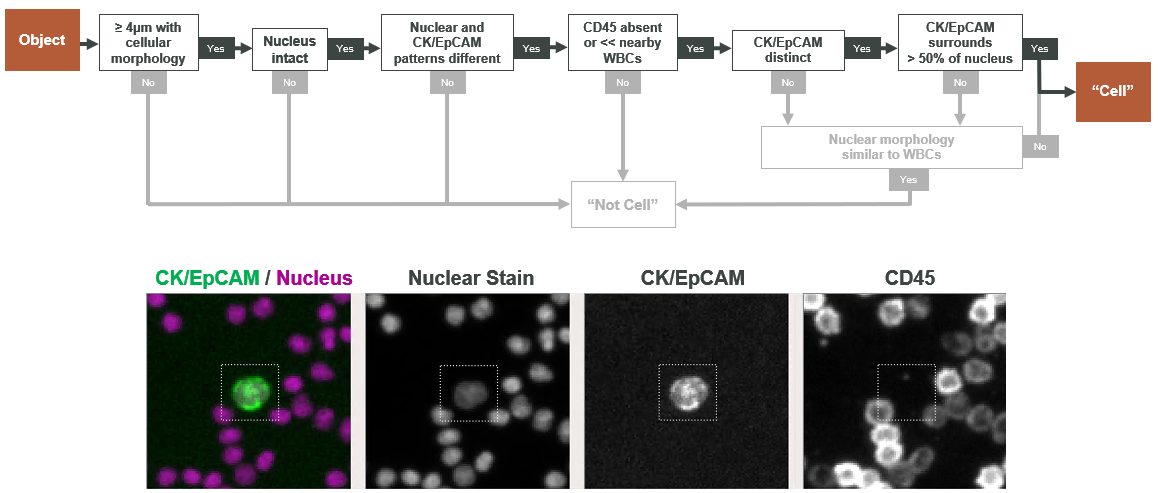 Object
≥ 4µm with
cellular
morphology
Yes
No
Nucleus
intact
Yes
No
Nuclear and
CK/EpCAM
patterns different
Yes
No
CD45 absent
or << nearby
WBCs
Yes
No
CK/EpCAM
distinct
Yes
No
CK/EpCAM
surrounds
> 50% of nucleus
Yes
No
"Cell"
Nuclear morphology
similar to WBCs
No
Yes
"Not Cell"
CK/EpCAM / Nucleus
Nuclear Stain
CK/EpCAM
CD45